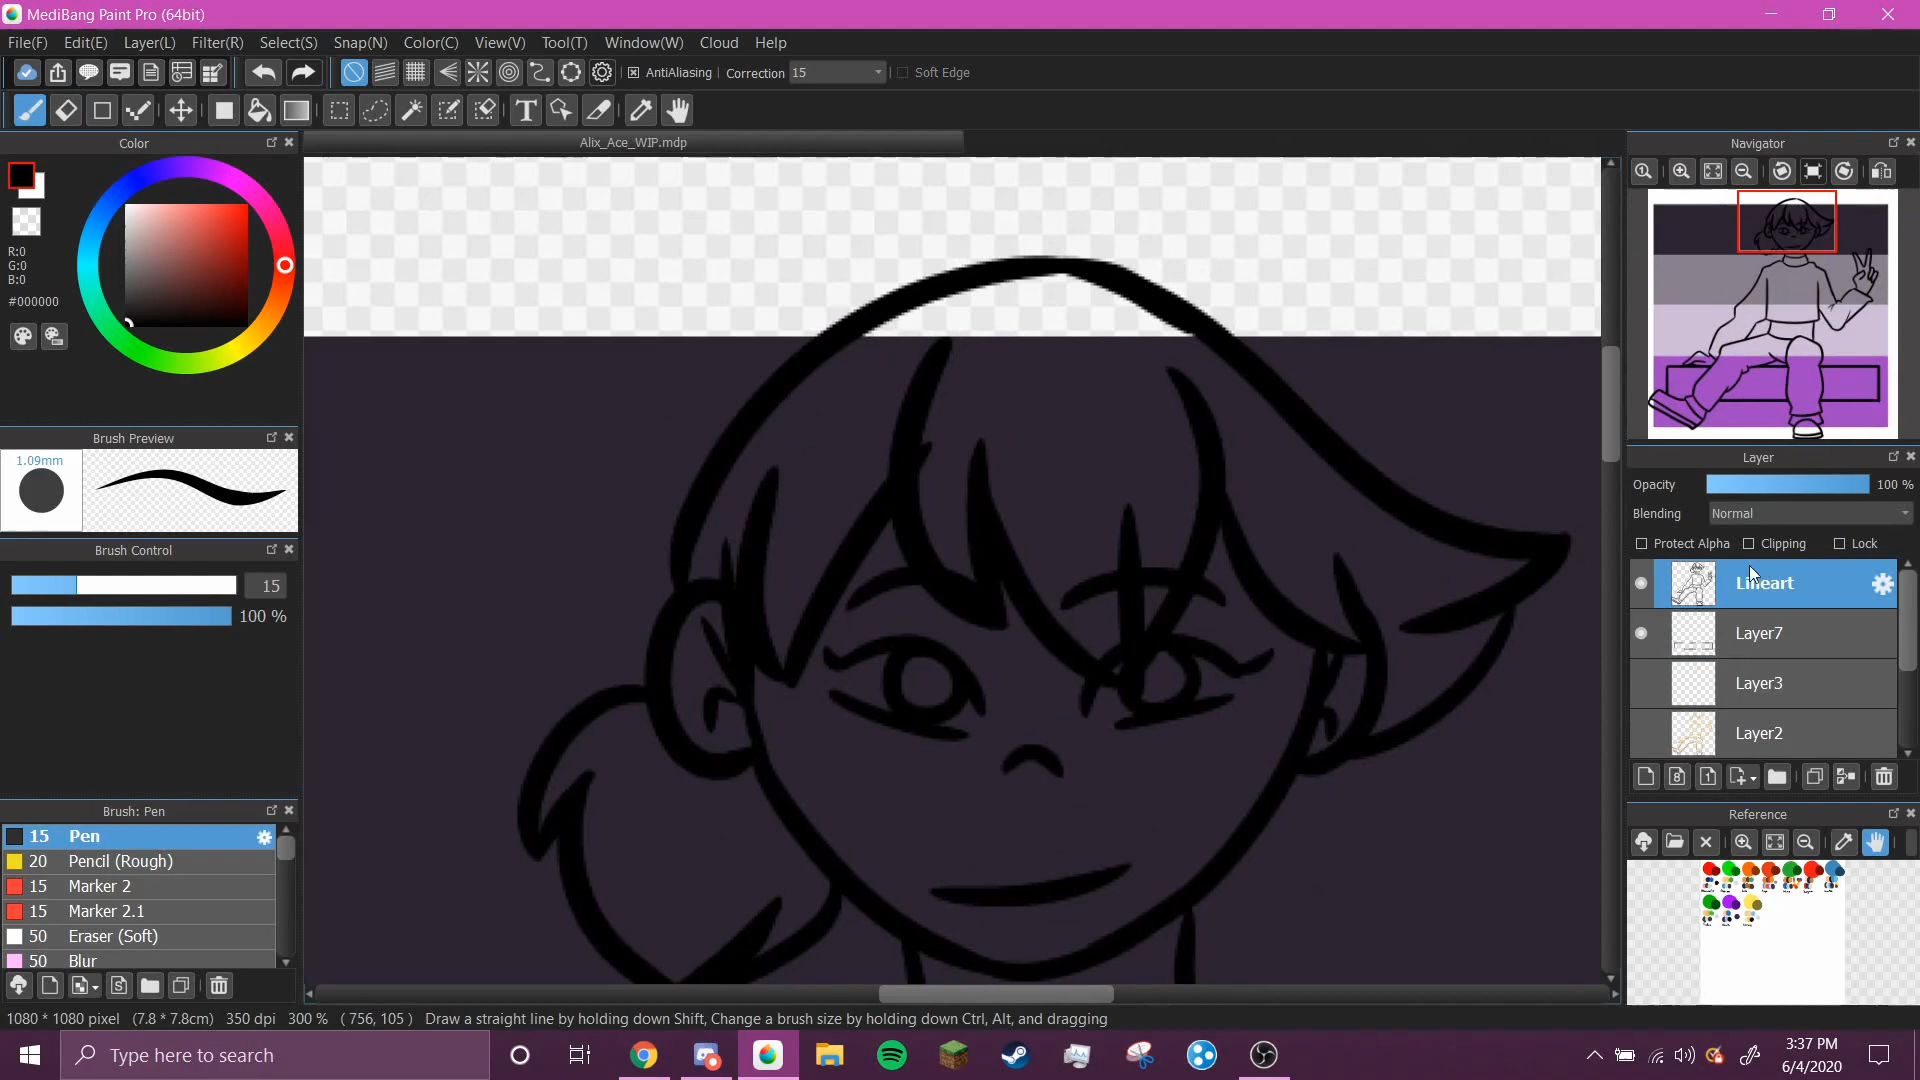 MediBang Paint Pro (64bit)
File(F) Edit(E) Layer(L) Filter(R) Select(S) Snap(N) Color(C) View(V) Tool(T) Window(W) Cloud Help
AntiAliasing Correction 15 Soft Edge
T
Color
Alix_Ace_WIP.mdp
Navigator
R:0
G:0
B:0
#000000
Brush Preview
1.09mm
Layer
Opacity 100 %
Blending Normal
Protect Alpha Clipping Lock
Brush Control
15
100 %
Lineart
Layer7
Layer3
Layer2
8 1
Brush: Pen
15 Pen
20 Pencil (Rough)
15 Marker 2
15 Marker 2.1
50 Eraser (Soft)
50 Blur
Reference
1080 * 1080 pixel (7.8 * 7.8cm) 350 dpi 300 % ( 756, 105 ) Draw a straight line by holding down Shift, Change a brush size by holding down Ctrl, Alt, and dragging
Type here to search
3:37 PM
6/4/2020